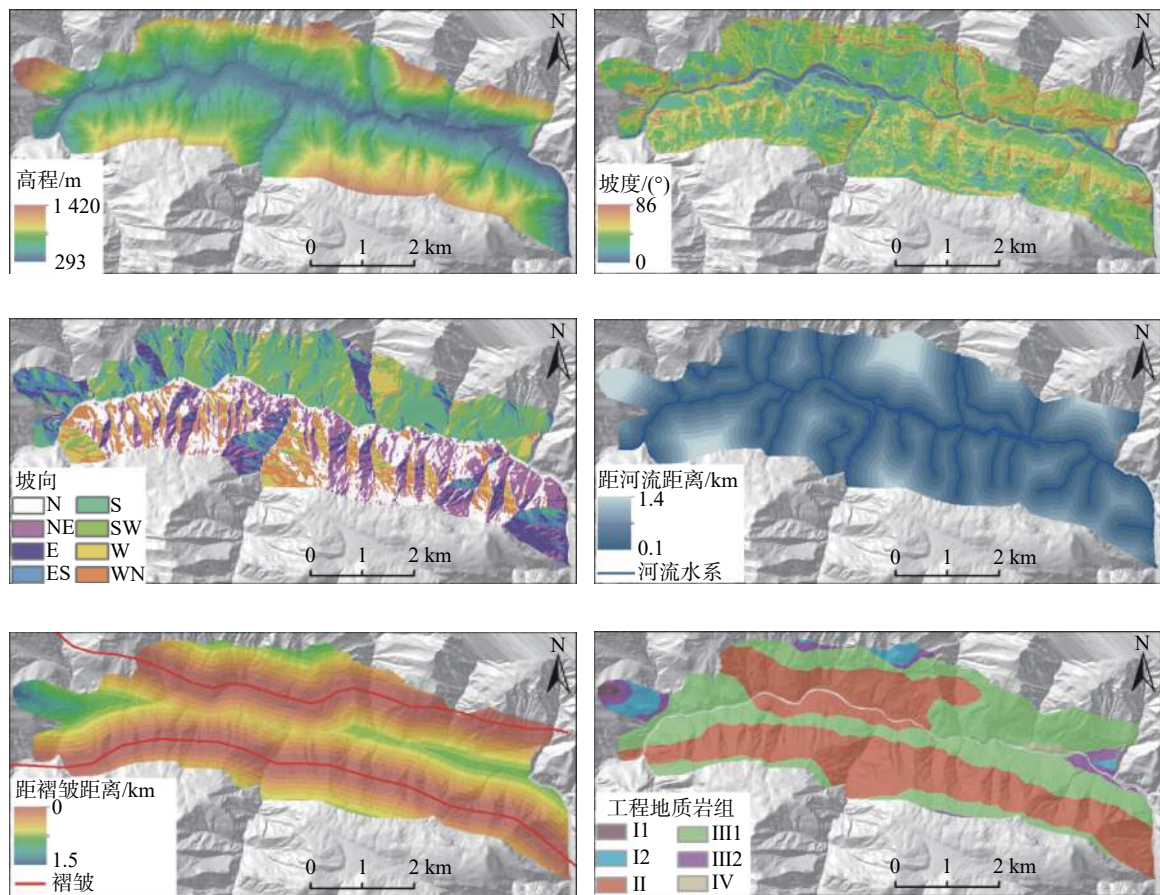 N
高程/m
1 420
293
0 1 2 km
N
坡度/(°)
86
0
0 1 2 km
N
坡向
N S
NE SW
E W
ES WN
0 1 2 km
N
距河流距离/km
1.4
0.1
河流水系
0 1 2 km
N
距褶皱距离/km
0
1.5
褶皱
0 1 2 km
N
工程地质岩组
I1 III1
I2 III2
II IV
0 1 2 km